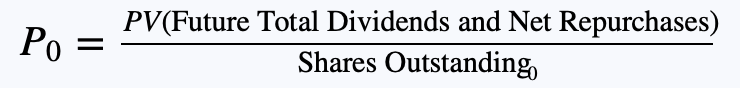 P₀ = PV(Future Total Dividends and Net Repurchases)
Shares Outstanding₀